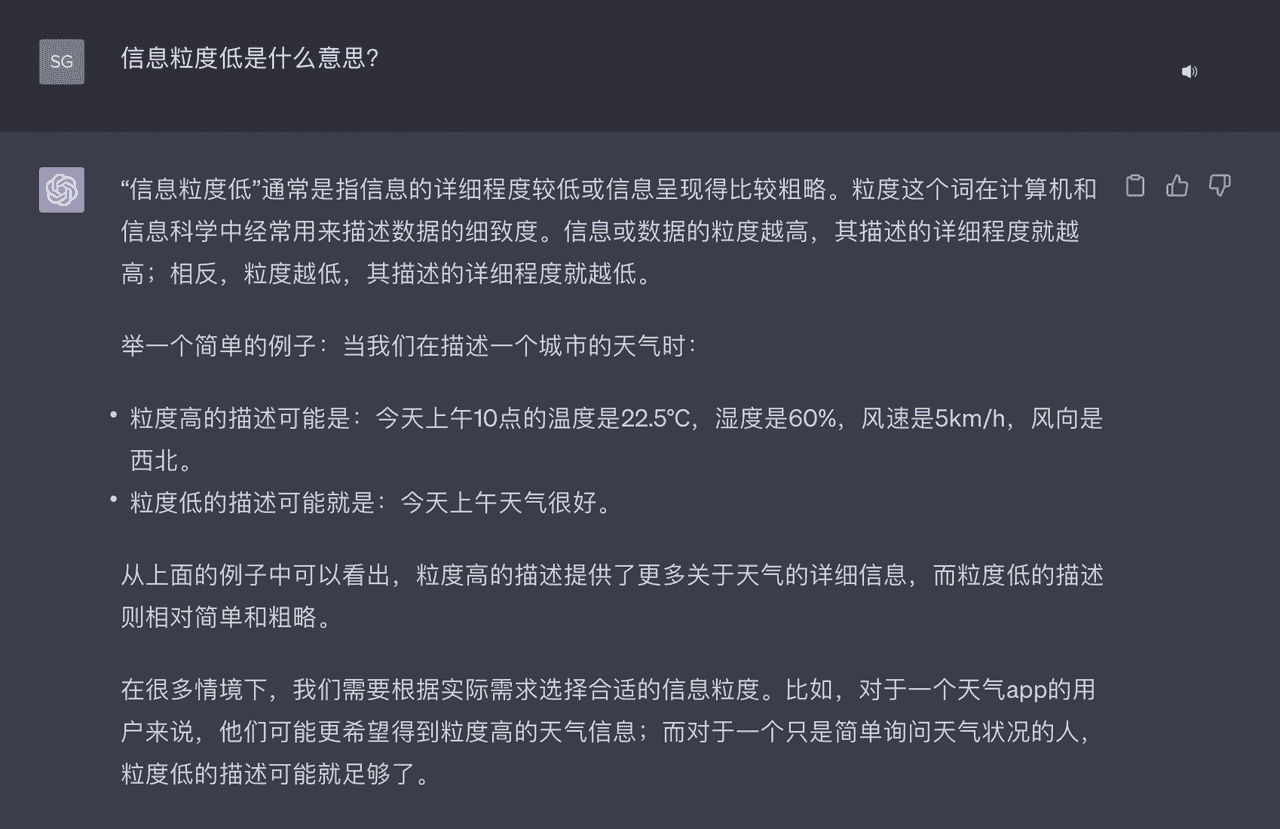 SG
信息粒度低是什么意思?
“信息粒度低”通常是指信息的详细程度较低或信息呈现得比较粗略。粒度这个词在计算机和
信息科学中经常用来描述数据的细致度。信息或数据的粒度越高，其描述的详细程度就越
高；相反，粒度越低，其描述的详细程度就越低。
举一个简单的例子：当我们在描述一个城市的天气时：
• 粒度高的描述可能是：今天上午10点的温度是22.5°C，湿度是60%，风速是5km/h，风向是
西北。
• 粒度低的描述可能就是：今天上午天气很好。
从上面的例子中可以看出，粒度高的描述提供了更多关于天气的详细信息，而粒度低的描述
则相对简单和粗略。
在很多情境下，我们需要根据实际需求选择合适的信息粒度。比如，对于一个天气app的用
户来说，他们可能更希望得到粒度高的天气信息；而对于一个只是简单询问天气状况的人，
粒度低的描述可能就足够了。